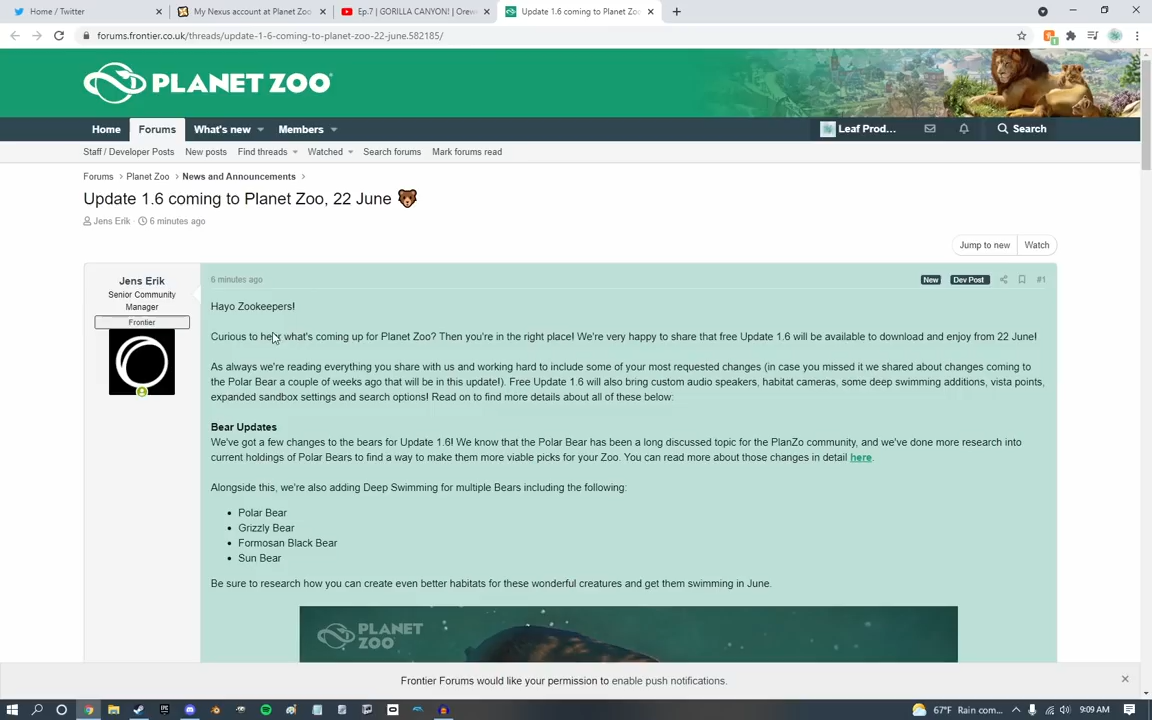 Home / Twitter
My Nexus account at Planet Zoo
Ep.7 | GORILLA CANYON! | Orew
Update 1.6 coming to Planet Zoo
forums.frontier.co.uk/threads/update-1-6-coming-to-planet-zoo-22-june.582185/
PLANET ZOO
Home Forums What's new Members Leaf Prod... Search
Staff / Developer Posts New posts Find threads Watched Search forums Mark forums read
Forums Planet Zoo News and Announcements
Update 1.6 coming to Planet Zoo, 22 June
Jens Erik 6 minutes ago
Jump to new Watch
Jens Erik
Senior Community
Manager
Frontier
6 minutes ago New Dev Post #1
Hayo Zookeepers!
Curious to hear what's coming up for Planet Zoo? Then you're in the right place! We're very happy to share that free Update 1.6 will be available to download and enjoy from 22 June!
As always we're reading everything you share with us and working hard to include some of your most requested changes (in case you missed it we shared about changes coming to
the Polar Bear a couple of weeks ago that will be in this update!). Free Update 1.6 will also bring custom audio speakers, habitat cameras, some deep swimming additions, vista points,
expanded sandbox settings and search options! Read on to find more details about all of these below:
Bear Updates
We've got a few changes to the bears for Update 1.6! We know that the Polar Bear has been a long discussed topic for the PlanZo community, and we've done more research into
current holdings of Polar Bears to find a way to make them more viable picks for your Zoo. You can read more about those changes in detail here.
Alongside this, we're also adding Deep Swimming for multiple Bears including the following:
• Polar Bear
• Grizzly Bear
• Formosan Black Bear
• Sun Bear
Be sure to research how you can create even better habitats for these wonderful creatures and get them swimming in June.
PLANET
ZOO
Frontier Forums would like your permission to enable push notifications.
67°F Rain com... 9:09 AM